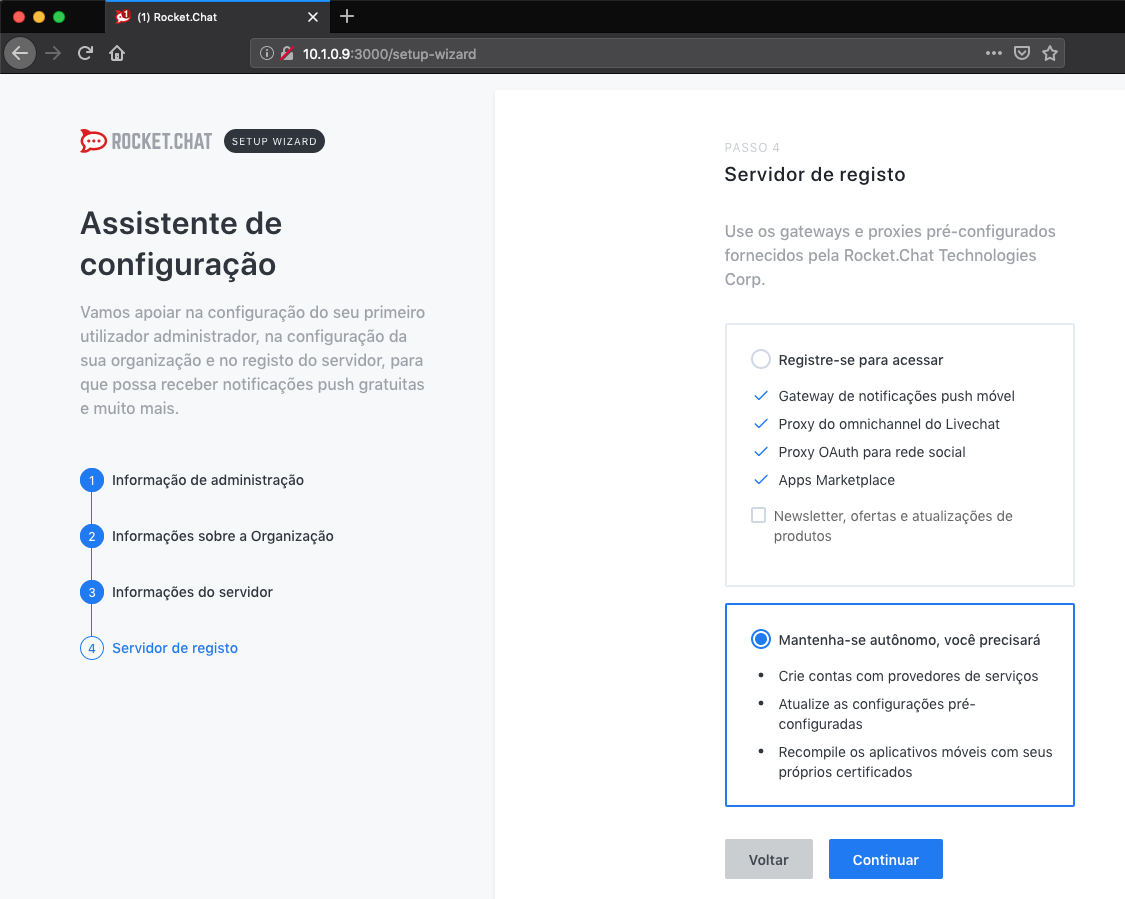 (1) Rocket.Chat
10.1.0.9:3000/setup-wizard
ROCKET.CHAT SETUP WIZARD
Assistente de
configuração
Vamos apoiar na configuração do seu primeiro
utilizador administrador, na configuração da
sua organização e no registo do servidor, para
que possa receber notificações push gratuitas
e muito mais.
1 Informação de administração
2 Informações sobre a Organização
3 Informações do servidor
4 Servidor de registo
PASSO 4
Servidor de registo
Use os gateways e proxies pré-configurados
fornecidos pela Rocket.Chat Technologies
Corp.
Registre-se para acessar
Gateway de notificações push móvel
Proxy do omnichannel do Livechat
Proxy OAuth para rede social
Apps Marketplace
Newsletter, ofertas e atualizações de
produtos
Mantenha-se autônomo, você precisará
• Crie contas com provedores de serviços
• Atualize as configurações pré-
configuradas
• Recompile os aplicativos móveis com seus
próprios certificados
Voltar
Continuar